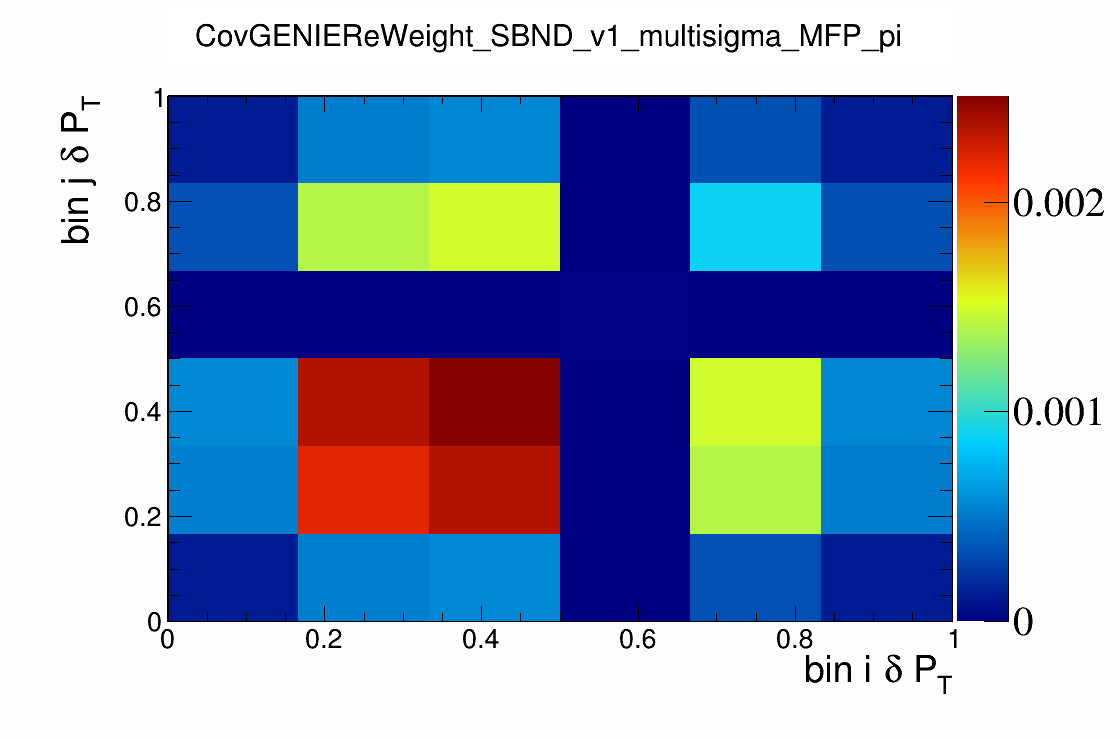 CovGENIEReWeight_SBND_v1_multisigma_MFP_pi
bin j δ P_T
1
0.8
0.6
0.4
0.2
0
0 0.2 0.4 0.6 0.8 1
bin i δ P_T
0.002
0.001
0